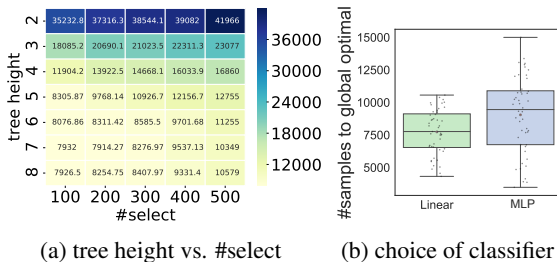 tree height
2 35232.8 37316.3 38544.1 39082 41966
3 18085.2 20690.1 21023.5 22311.3 23077
4 11904.2 13922.5 14668.1 16033.9 16860
5 8305.87 9768.14 10926.7 12156.7 12755
6 8076.86 8311.42 8585.5 9701.68 11255
7 7932 7914.27 8276.97 9537.13 10349
8 7926.5 8254.75 8407.97 9331.4 10579
100 200 300 400 500
#select
36000
30000
24000
18000
12000
(a) tree height vs. #select
#samples to global optimal
15000
12500
10000
7500
5000
Linear MLP
(b) choice of classifier